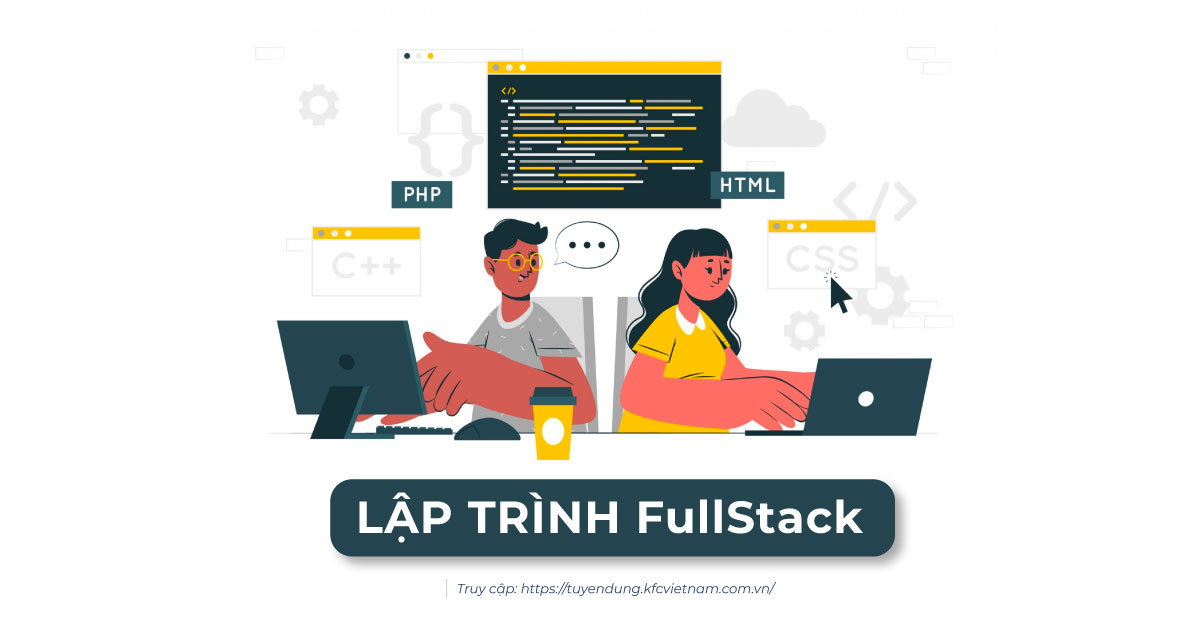 </>
PHP
HTML
{}
</>
C++
CSS
LẬP TRÌNH FullStack
Truy cập: https://tuyendung.kfcvietnam.com.vn/